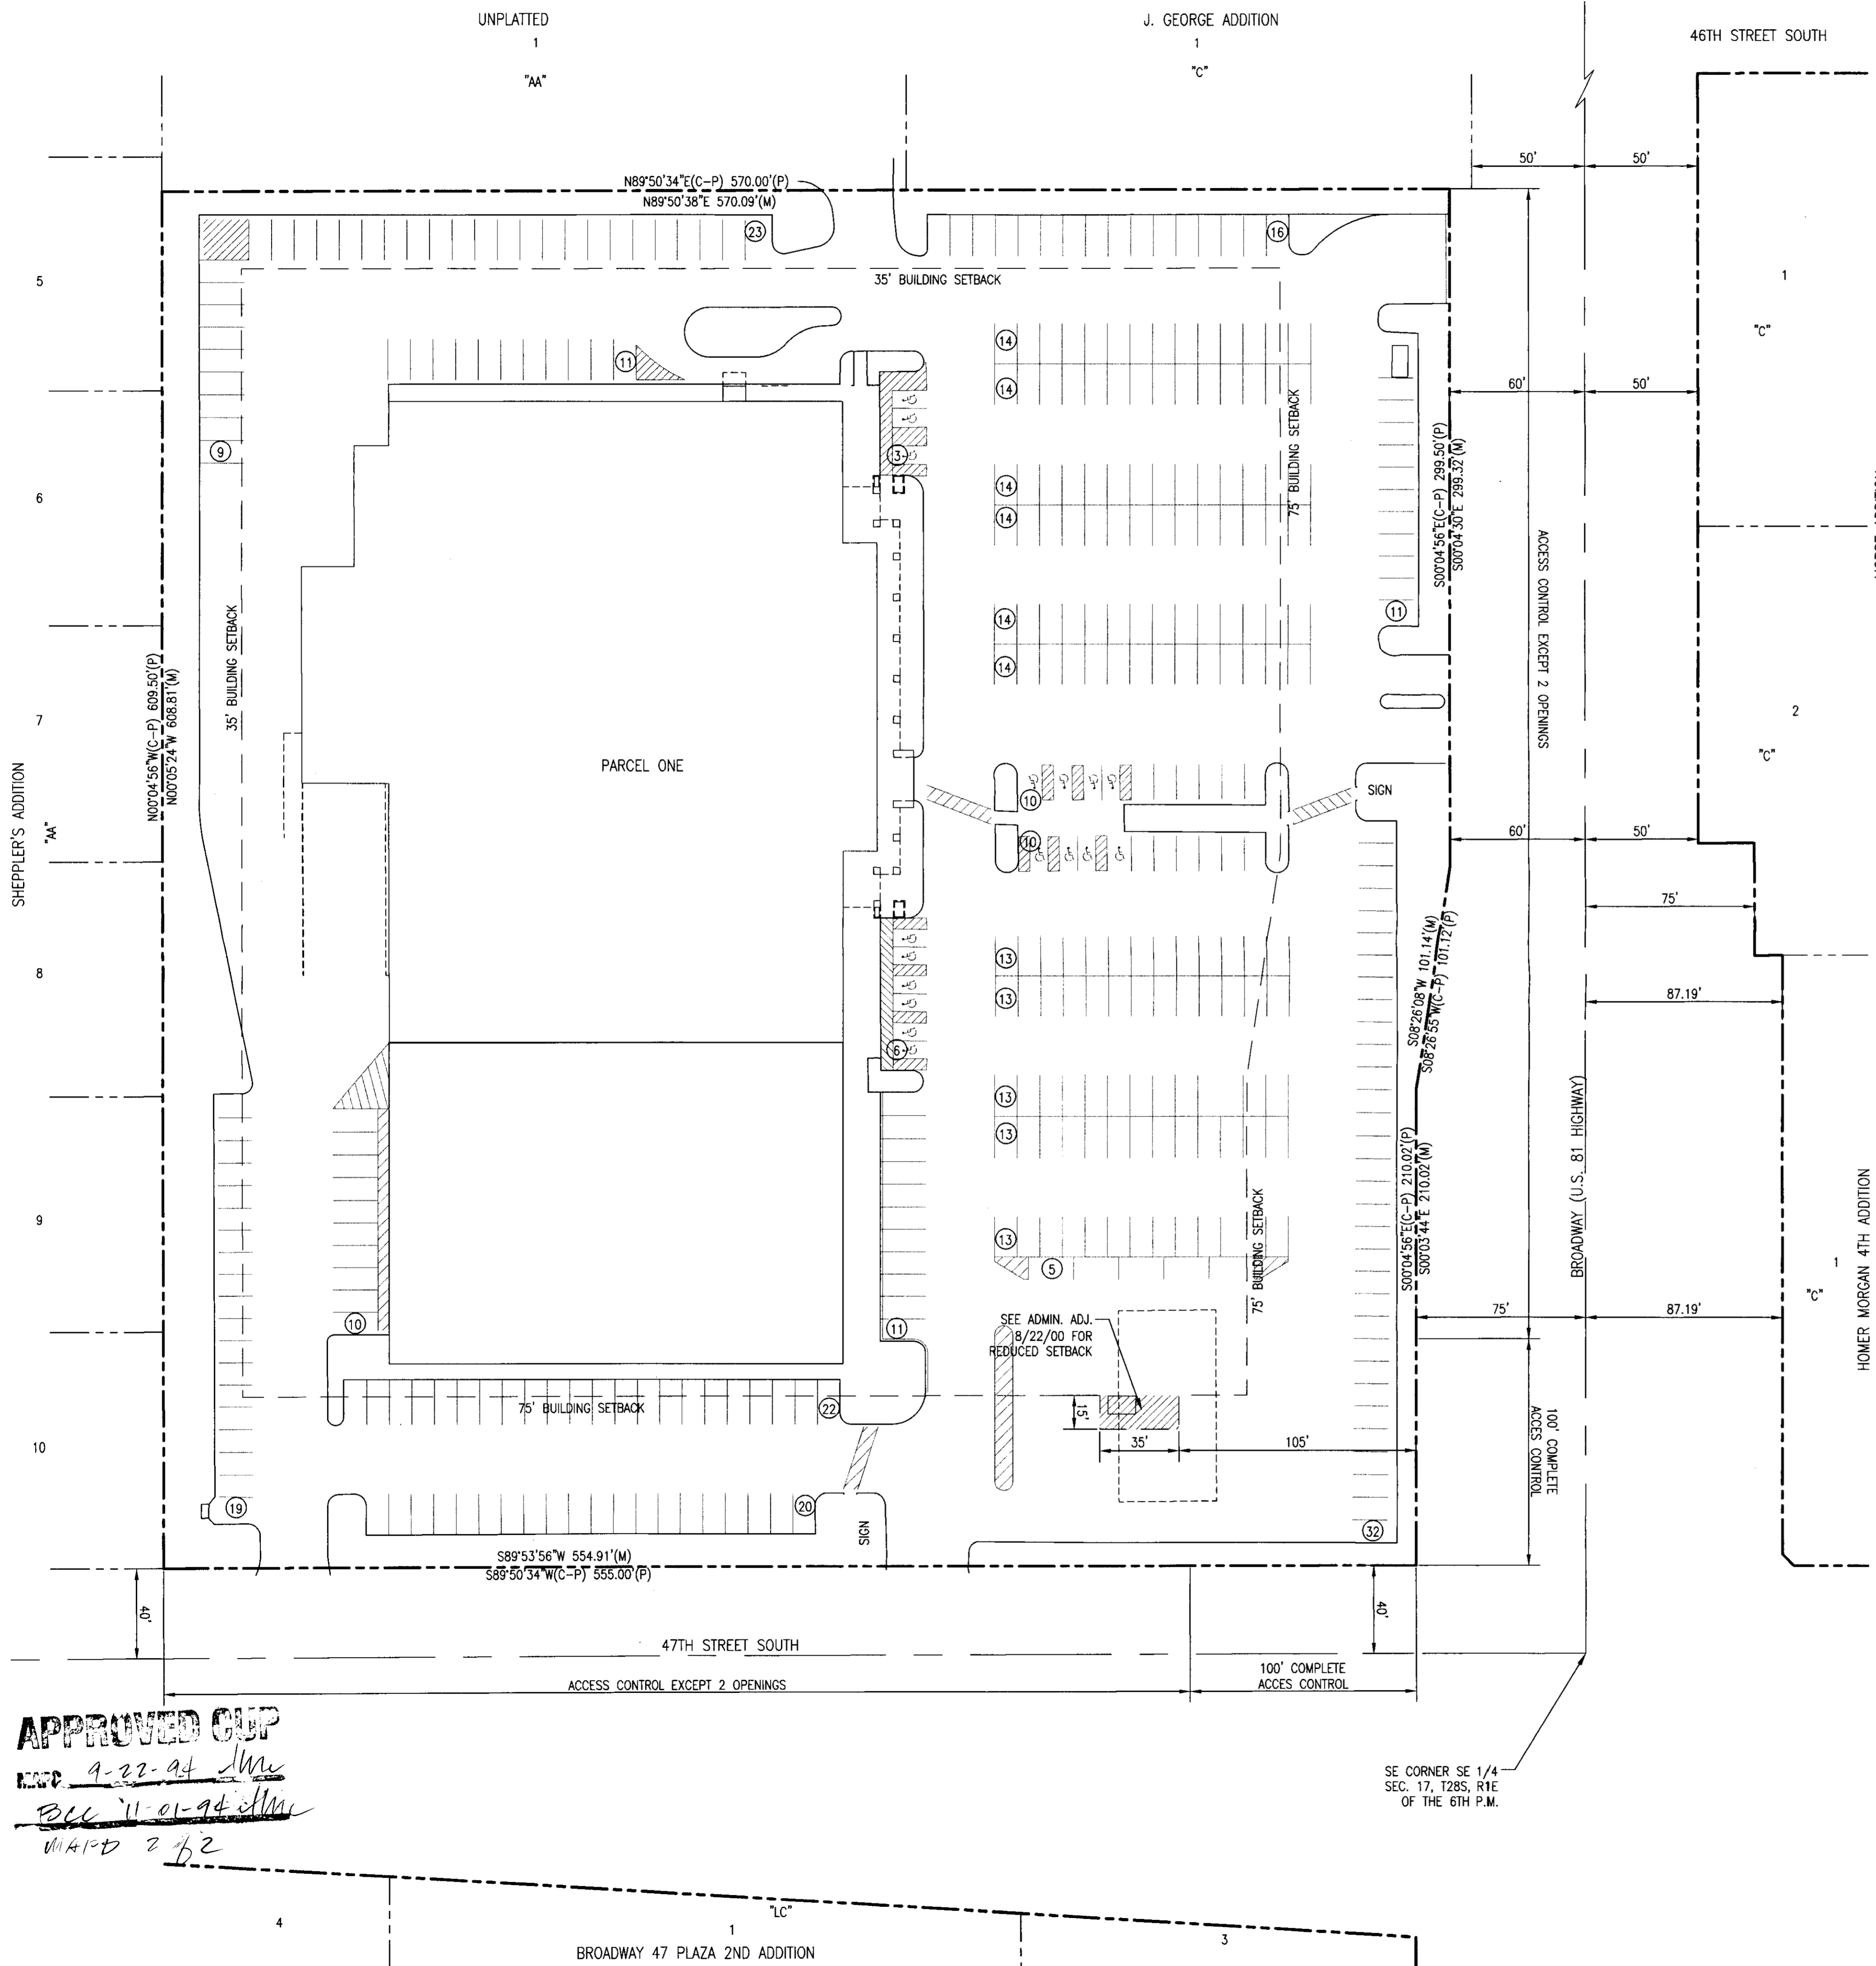 UNPLATTED
1
"AA"
J. GEORGE ADDITION
1
"C"
46TH STREET SOUTH
50'
50'
N89°50'34"E(C-P) 570.00'(P)
N89°50'38"E 570.09'(M)
23
16
35' BUILDING SETBACK
5
1
"C"
11
14
14
60'
50'
9
3
75' BUILDING SETBACK
S00°04'56"E(C-P) 299.50'(P)
S00°04'30"E 299.32'(M)
6
14
14
ACCESS CONTROL EXCEPT 2 OPENINGS
35' BUILDING SETBACK
14
14
11
N00°04'56"W(C-P) 609.50'(P)
N00°05'24"W 608.81'(M)
7
2
"C"
SHEPPLER'S ADDITION
"AA"
PARCEL ONE
10
10
SIGN
60'
50'
75'
8
13
13
S08°26'08"W 101.14'(M)
S08°26'55"W(C-P) 101.12'(P)
87.19'
6
BROADWAY (U.S. 81 HIGHWAY)
13
13
S00°04'56"E(C-P) 210.02'(P)
S00°03'44"E 210.02'(M)
9
13
5
75' BUILDING SETBACK
1
"C"
HOMER MORGAN 4TH ADDITION
10
11
SEE ADMIN. ADJ.
8/22/00 FOR
REDUCED SETBACK
75'
87.19'
75' BUILDING SETBACK
22
15'
35'
105'
100' COMPLETE
ACCES CONTROL
10
19
20
SIGN
32
S89°53'56"W 554.91'(M)
S89°50'34"W(C-P) 555.00'(P)
40'
40'
47TH STREET SOUTH
ACCESS CONTROL EXCEPT 2 OPENINGS
100' COMPLETE
ACCES CONTROL
APPROVED CUP
MAPC 9-22-94
BCC 11-01-94
MAPD 2 of 2
SE CORNER SE 1/4
SEC. 17, T28S, R1E
OF THE 6TH P.M.
4
"LC"
1
BROADWAY 47 PLAZA 2ND ADDITION
3